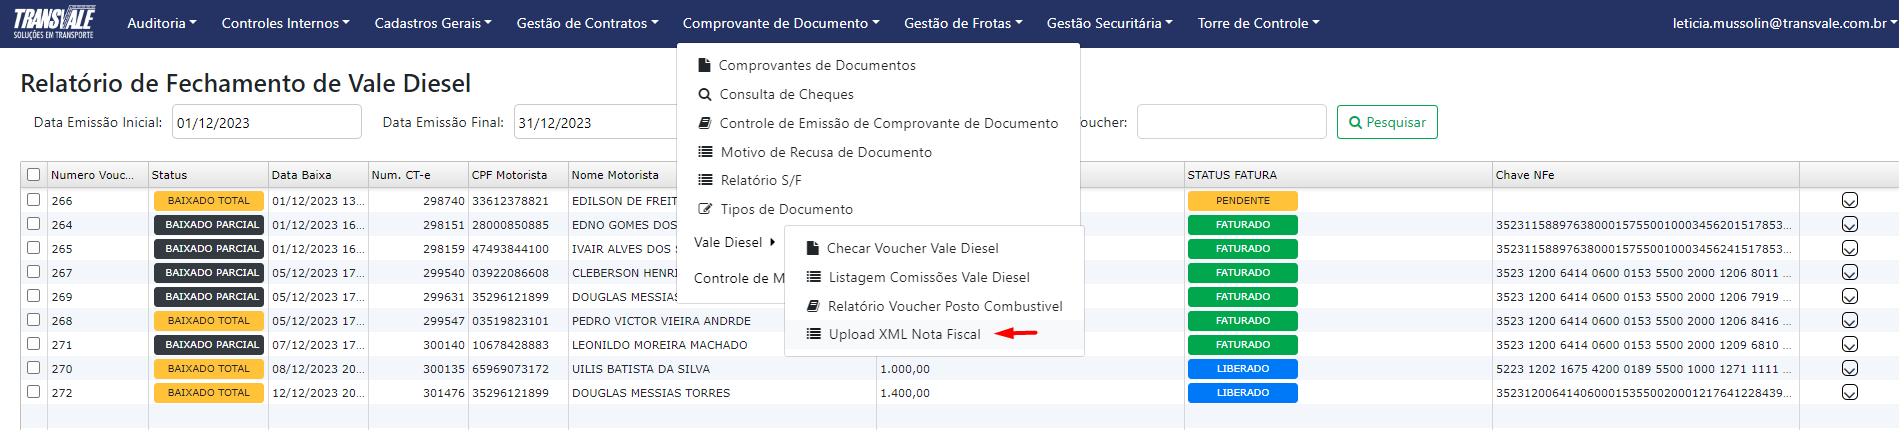 TRANSVALE
SOLUÇÕES EM TRANSPORTE
Auditoria Controles Internos Cadastros Gerais Gestão de Contratos Comprovante de Documento Gestão de Frotas Gestão Securitária Torre de Controle leticia.mussolin@transvale.com.br
Relatório de Fechamento de Vale Diesel
Data Emissão Inicial: 01/12/2023 Data Emissão Final: 31/12/2023 oucher: Pesquisar
Comprovantes de Documentos
Consulta de Cheques
Controle de Emissão de Comprovante de Documento
Motivo de Recusa de Documento
Relatório S/F
Tipos de Documento
Vale Diesel
Controle de M
Checar Voucher Vale Diesel
Listagem Comissões Vale Diesel
Relatório Voucher Posto Combustivel
Upload XML Nota Fiscal
Numero Vouc... Status Data Baixa Num. CT-e CPF Motorista Nome Motorista STATUS FATURA Chave NFe
266 BAIXADO TOTAL 01/12/2023 13... 298740 33612378821 EDILSON DE FREIT PENDENTE
264 BAIXADO PARCIAL 01/12/2023 16... 298151 28000850885 EDNO GOMES DOS FATURADO 35231158897638000157550010003456201517853...
265 BAIXADO PARCIAL 01/12/2023 16... 298159 47493844100 IVAIR ALVES DOS S FATURADO 35231158897638000157550010003456241517853...
267 BAIXADO PARCIAL 05/12/2023 17... 299540 03922086608 CLEBERSON HENRI FATURADO 3523 1200 6414 0600 0153 5500 2000 1206 8011 ...
269 BAIXADO PARCIAL 05/12/2023 17... 299631 35296121899 DOUGLAS MESSIAS FATURADO 3523 1200 6414 0600 0153 5500 2000 1206 7919 ...
268 BAIXADO TOTAL 05/12/2023 17... 299547 03519823101 PEDRO VICTOR VIEIRA ANDRDE FATURADO 3523 1200 6414 0600 0153 5500 2000 1206 8416 ...
271 BAIXADO PARCIAL 07/12/2023 17... 300140 10678428883 LEONILDO MOREIRA MACHADO FATURADO 3523 1200 6414 0600 0153 5500 2000 1209 6810 ...
270 BAIXADO TOTAL 08/12/2023 20... 300135 65969073172 UILIS BATISTA DA SILVA 1.000,00 LIBERADO 5223 1202 1675 4200 0189 5500 1000 1271 1111 ...
272 BAIXADO TOTAL 12/12/2023 20... 301476 35296121899 DOUGLAS MESSIAS TORRES 1.400,00 LIBERADO 35231200641406000153550020001217641228439...